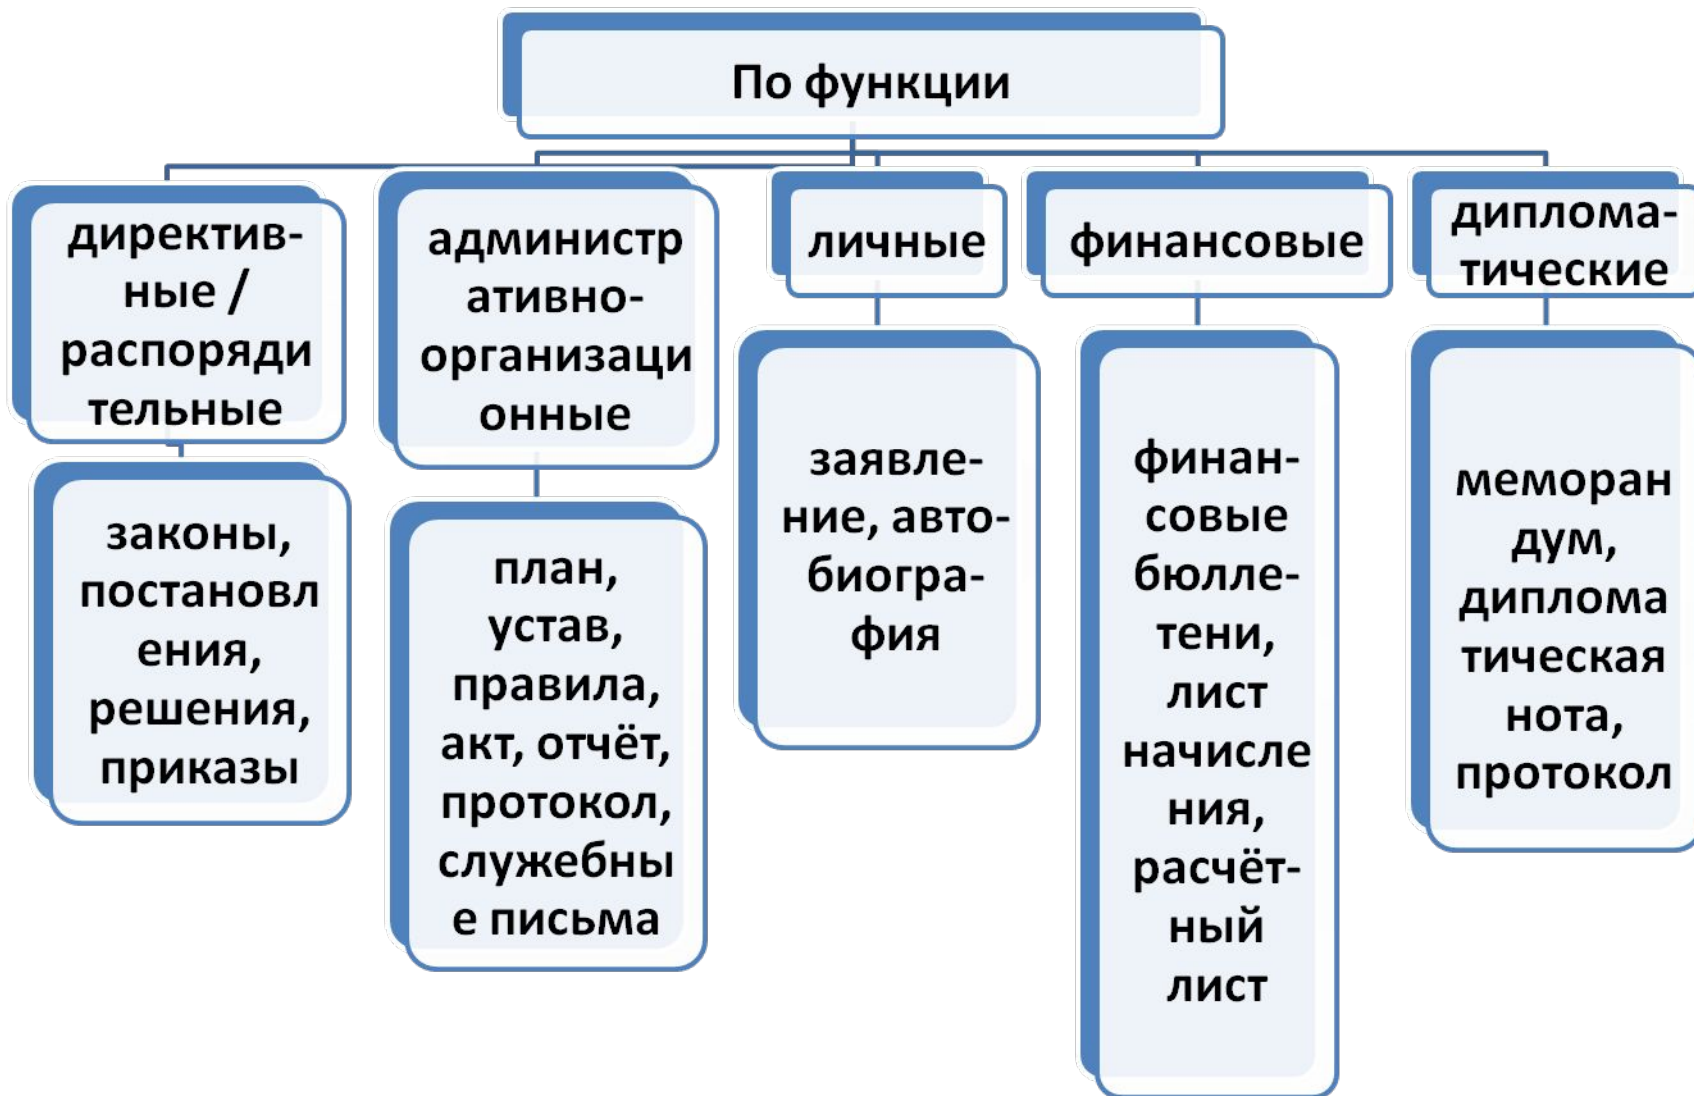 По функции
директив-
ные /
распоряди
тельные
администр
ативно-
организаци
онные
личные
финансовые
диплома-
тические
законы,
постановл
ения,
решения,
приказы
план,
устав,
правила,
акт, отчёт,
протокол,
служебны
е письма
заявле-
ние, авто-
биогра-
фия
финан-
совые
бюлле-
тени,
лист
начисле
ния,
расчёт-
ный
лист
меморан
дум,
диплома
тическая
нота,
протокол